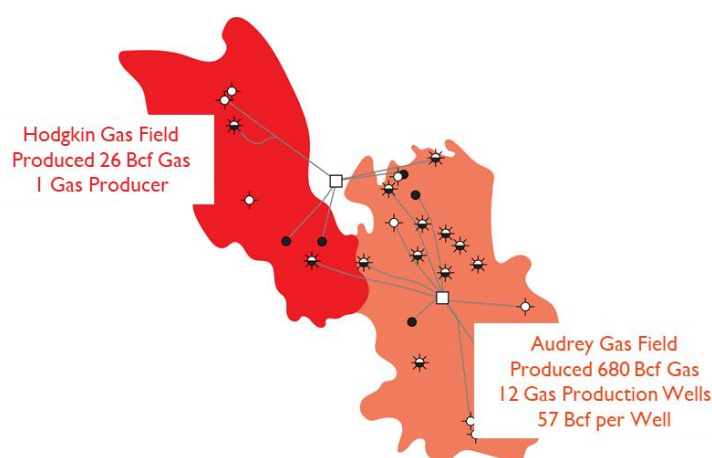 Hodgkin Gas Field
Produced 26 Bcf Gas
1 Gas Producer
Audrey Gas Field
Produced 680 Bcf Gas
12 Gas Production Wells
57 Bcf per Well